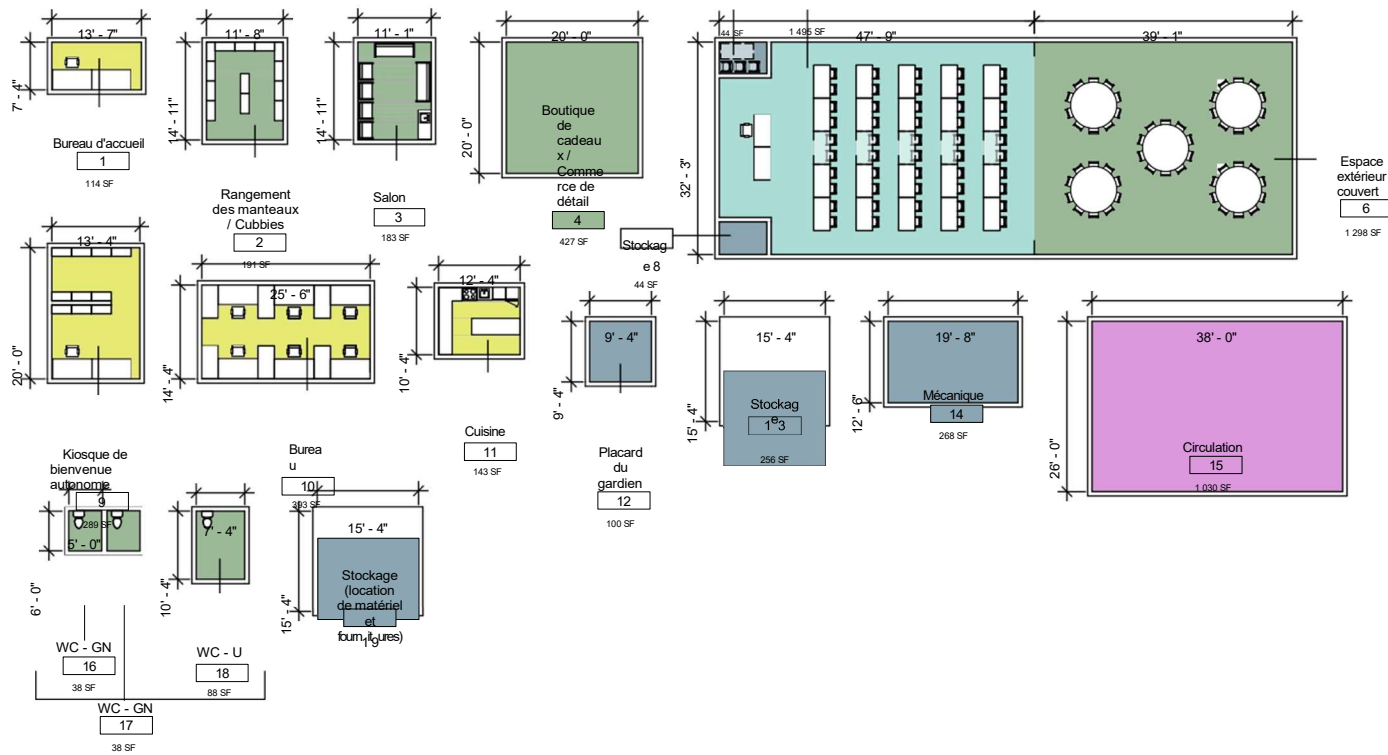 13' - 7"
7' - 4"
Bureau d'accueil
1
114 SF
11' - 8"
14' - 11"
Rangement
des manteaux
/ Cubbies
2
191 SF
11' - 1"
14' - 11"
Salon
3
183 SF
20' - 0"
20' - 0"
Boutique
de
cadeau
x /
Comme
rce de
détail
4
427 SF
44 SF
1 495 SF
47' - 9"
39' - 1"
32' - 3"
Espace
extérieur
couvert
6
1 298 SF
Stockag
e 8
44 SF
13' - 4"
20' - 0"
Kiosque de
bienvenue
autonome
9
289 SF
25' - 6"
14' - 4"
Burea
u
10
393 SF
12' - 4"
10' - 4"
Cuisine
11
143 SF
9' - 4"
9' - 4"
Placard
du
gardien
12
100 SF
15' - 4"
15' - 4"
Stockag
e
1 3
256 SF
19' - 8"
12' - 6"
Mécanique
14
268 SF
38' - 0"
26' - 0"
Circulation
15
1 030 SF
5' - 0"
6' - 0"
WC - GN
16
38 SF
WC - GN
17
38 SF
7' - 4"
10' - 4"
WC - U
18
88 SF
15' - 4"
15' - 4"
Stockage
(location
de matériel
et
fournitures)
19